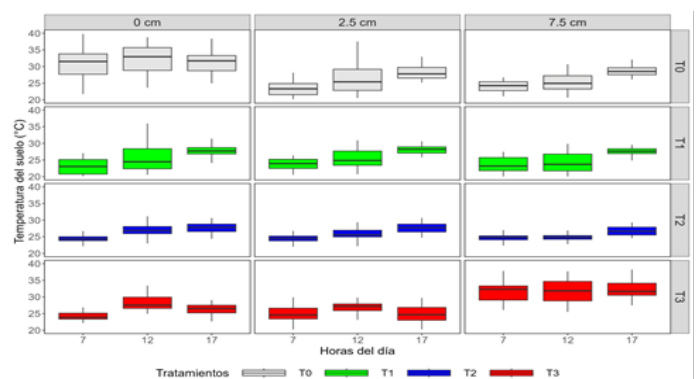 0 cm 2.5 cm 7.5 cm
Temperatura del suelo (°C)
40
35
30
25
20
T0
40
35
30
25
20
T1
40
35
30
25
20
T2
40
35
30
25
20
T3
7 12 17 7 12 17 7 12 17
Horas del día
Tratamientos T0 T1 T2 T3